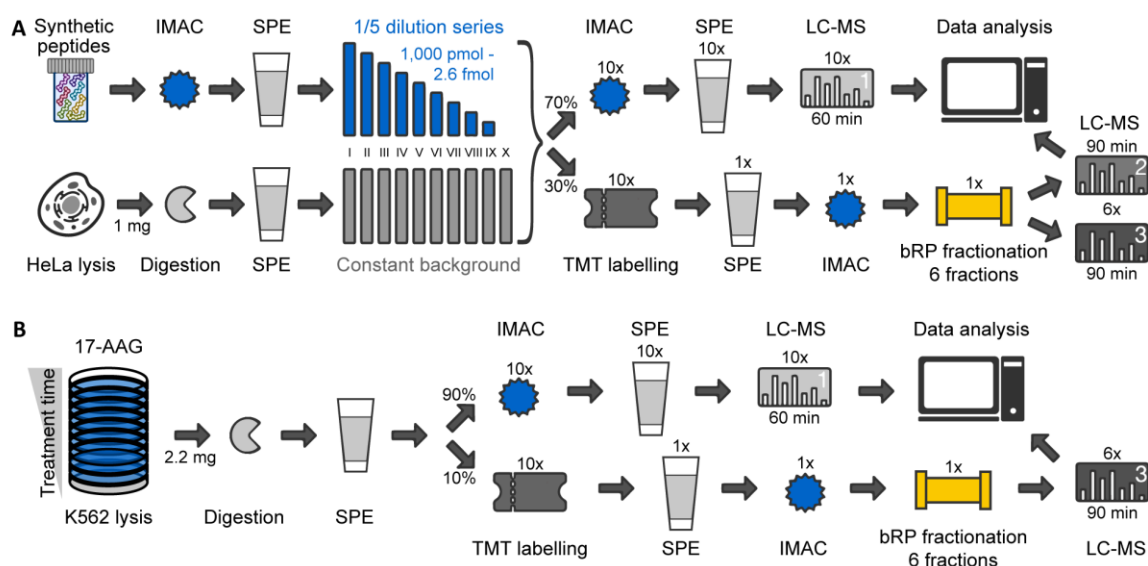 A
Synthetic
peptides
IMAC
SPE
1/5 dilution series
1,000 pmol -
2.6 fmol
I II III IV V VI VII VIII IX X
HeLa lysis
1 mg
Digestion
SPE
Constant background
70%
30%
IMAC
10x
SPE
10x
LC-MS
10x
1
60 min
Data analysis
10x
TMT labelling
1x
SPE
1x
IMAC
1x
bRP fractionation
6 fractions
LC-MS
90 min
2
6x
3
90 min
B
17-AAG
Treatment time
K562 lysis
2.2 mg
Digestion
SPE
90%
10%
IMAC
10x
SPE
10x
LC-MS
10x
1
60 min
Data analysis
10x
TMT labelling
1x
SPE
1x
IMAC
1x
bRP fractionation
6 fractions
6x
3
90 min
LC-MS